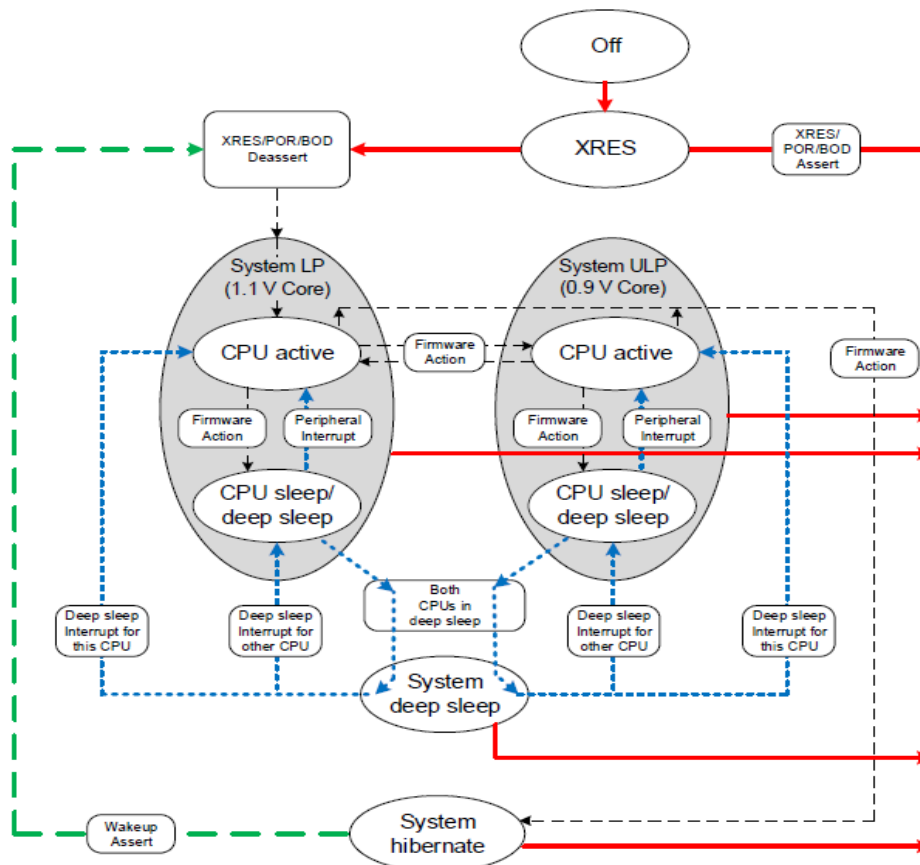 Off
XRES/POR/BOD
Deassert
XRES
XRES/
POR/BOD
Assert
System LP
(1.1 V Core)
System ULP
(0.9 V Core)
CPU active
Firmware
Action
CPU active
Firmware
Action
Firmware
Action
Peripheral
Interrupt
Firmware
Action
Peripheral
Interrupt
CPU sleep/
deep sleep
CPU sleep/
deep sleep
Both
CPUs in
deep sleep
Deep sleep
Interrupt for
this CPU
Deep sleep
Interrupt for
other CPU
Deep sleep
Interrupt for
other CPU
Deep sleep
Interrupt for
this CPU
System
deep sleep
Wakeup
Assert
System
hibernate